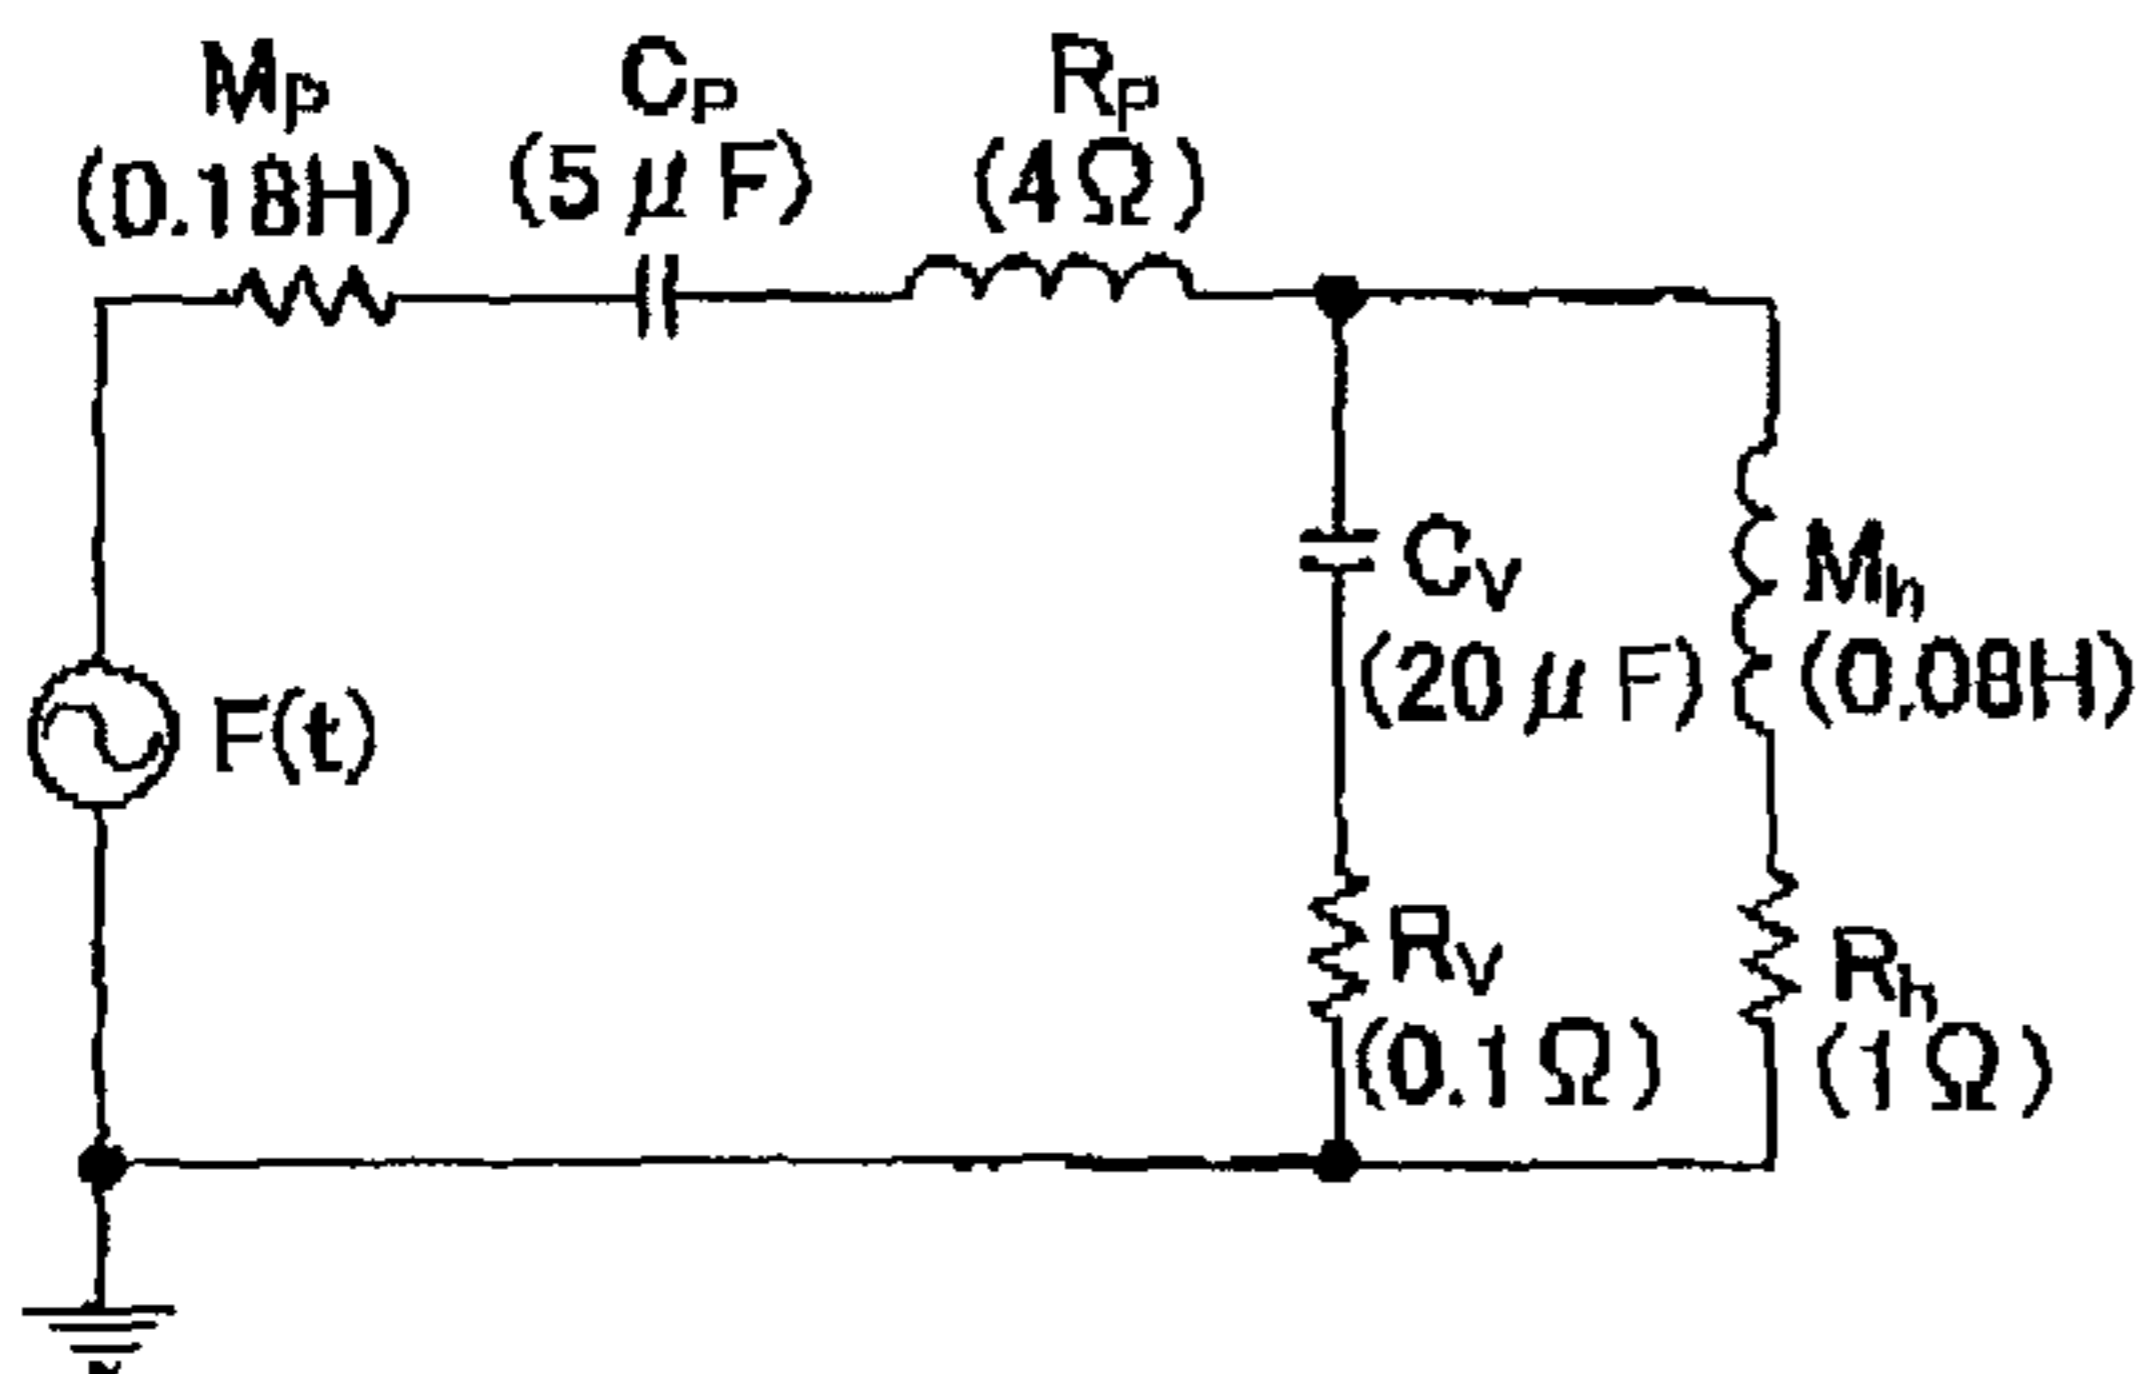 Mp
(0.18H)
CP
(5μF)
RP
(4Ω)
F(t)
CV
(20μF)
Mh
(0.08H)
RV
(0.1Ω)
Rh
(1Ω)